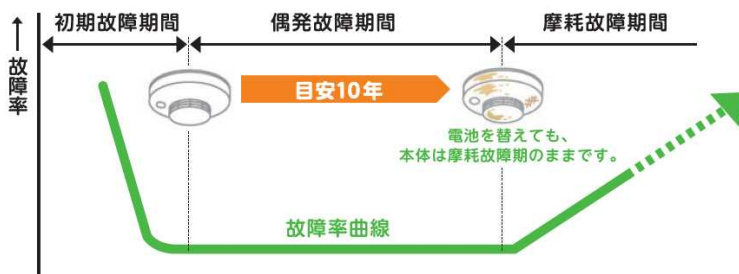 初期故障期間
偶発故障期間
摩耗故障期間
故障率
目安10年
電池を替えても、
本体は摩耗故障期のままです。
故障率曲線